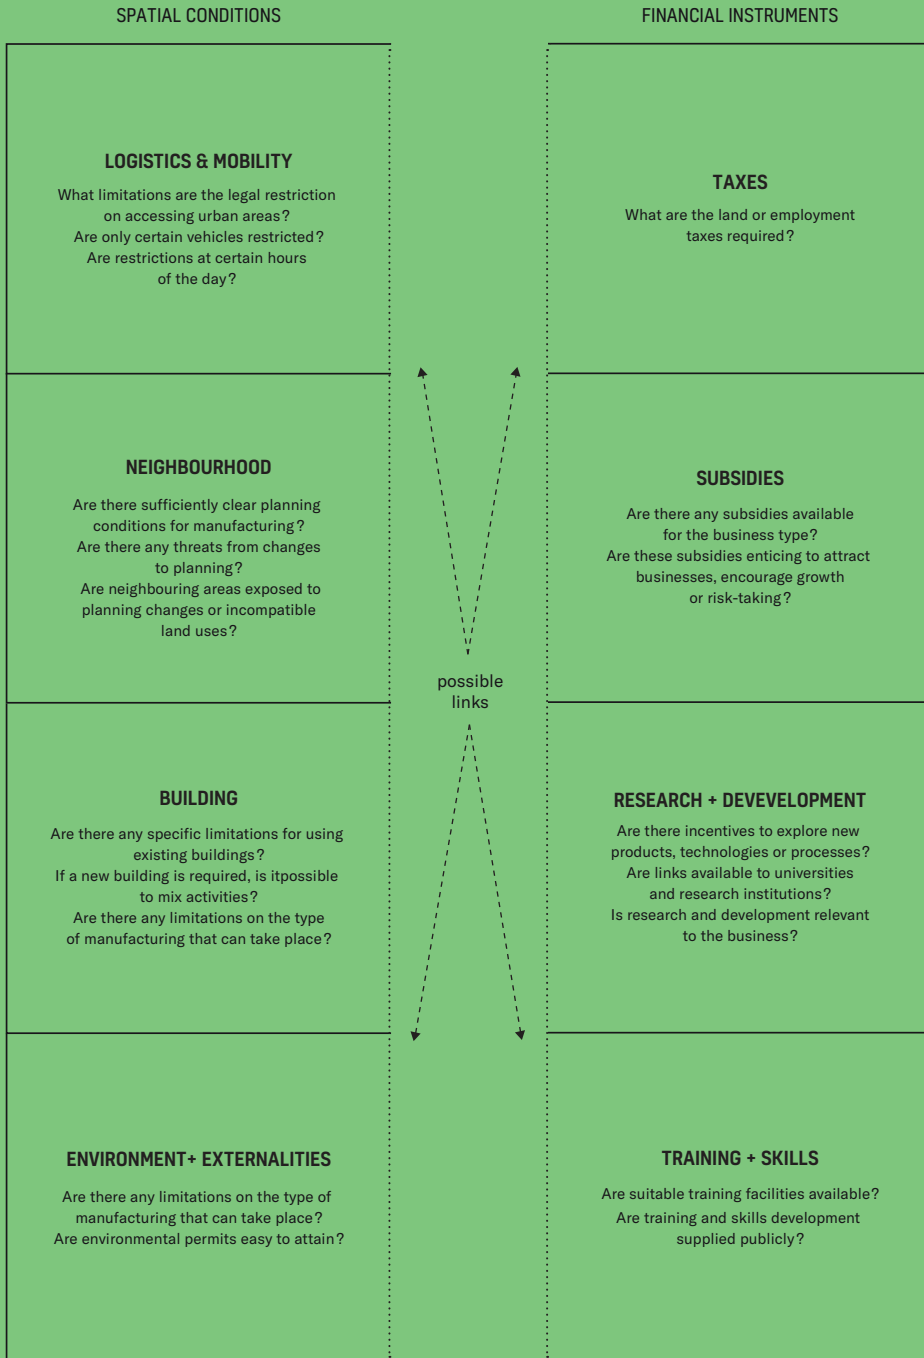 SPATIAL CONDITIONS
LOGISTICS & MOBILITY
What limitations are the legal restriction
on accessing urban areas?
Are only certain vehicles restricted?
Are restrictions at certain hours
of the day?
NEIGHBOURHOOD
Are there sufficiently clear planning
conditions for manufacturing?
Are there any threats from changes
to planning?
Are neighbouring areas exposed to
planning changes or incompatible
land uses?
BUILDING
Are there any specific limitations for using
existing buildings?
If a new building is required, is itpossible
to mix activities?
Are there any limitations on the type
of manufacturing that can take place?
ENVIRONMENT+ EXTERNALITIES
Are there any limitations on the type of
manufacturing that can take place?
Are environmental permits easy to attain?
possible
links
FINANCIAL INSTRUMENTS
TAXES
What are the land or employment
taxes required?
SUBSIDIES
Are there any subsidies available
for the business type?
Are these subsidies enticing to attract
businesses, encourage growth
or risk-taking?
RESEARCH + DEVEVELOPMENT
Are there incentives to explore new
products, technologies or processes?
Are links available to universities
and research institutions?
Is research and development relevant
to the business?
TRAINING + SKILLS
Are suitable training facilities available?
Are training and skills development
supplied publicly?